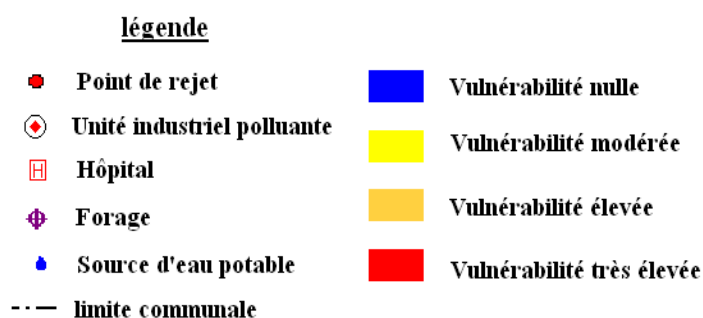 légende
Point de rejet
Unité industriel polluante
H
Hôpital
Forage
Source d'eau potable
limite communale
Vulnérabilité nulle
Vulnérabilité modérée
Vulnérabilité élevée
Vulnérabilité très élevée